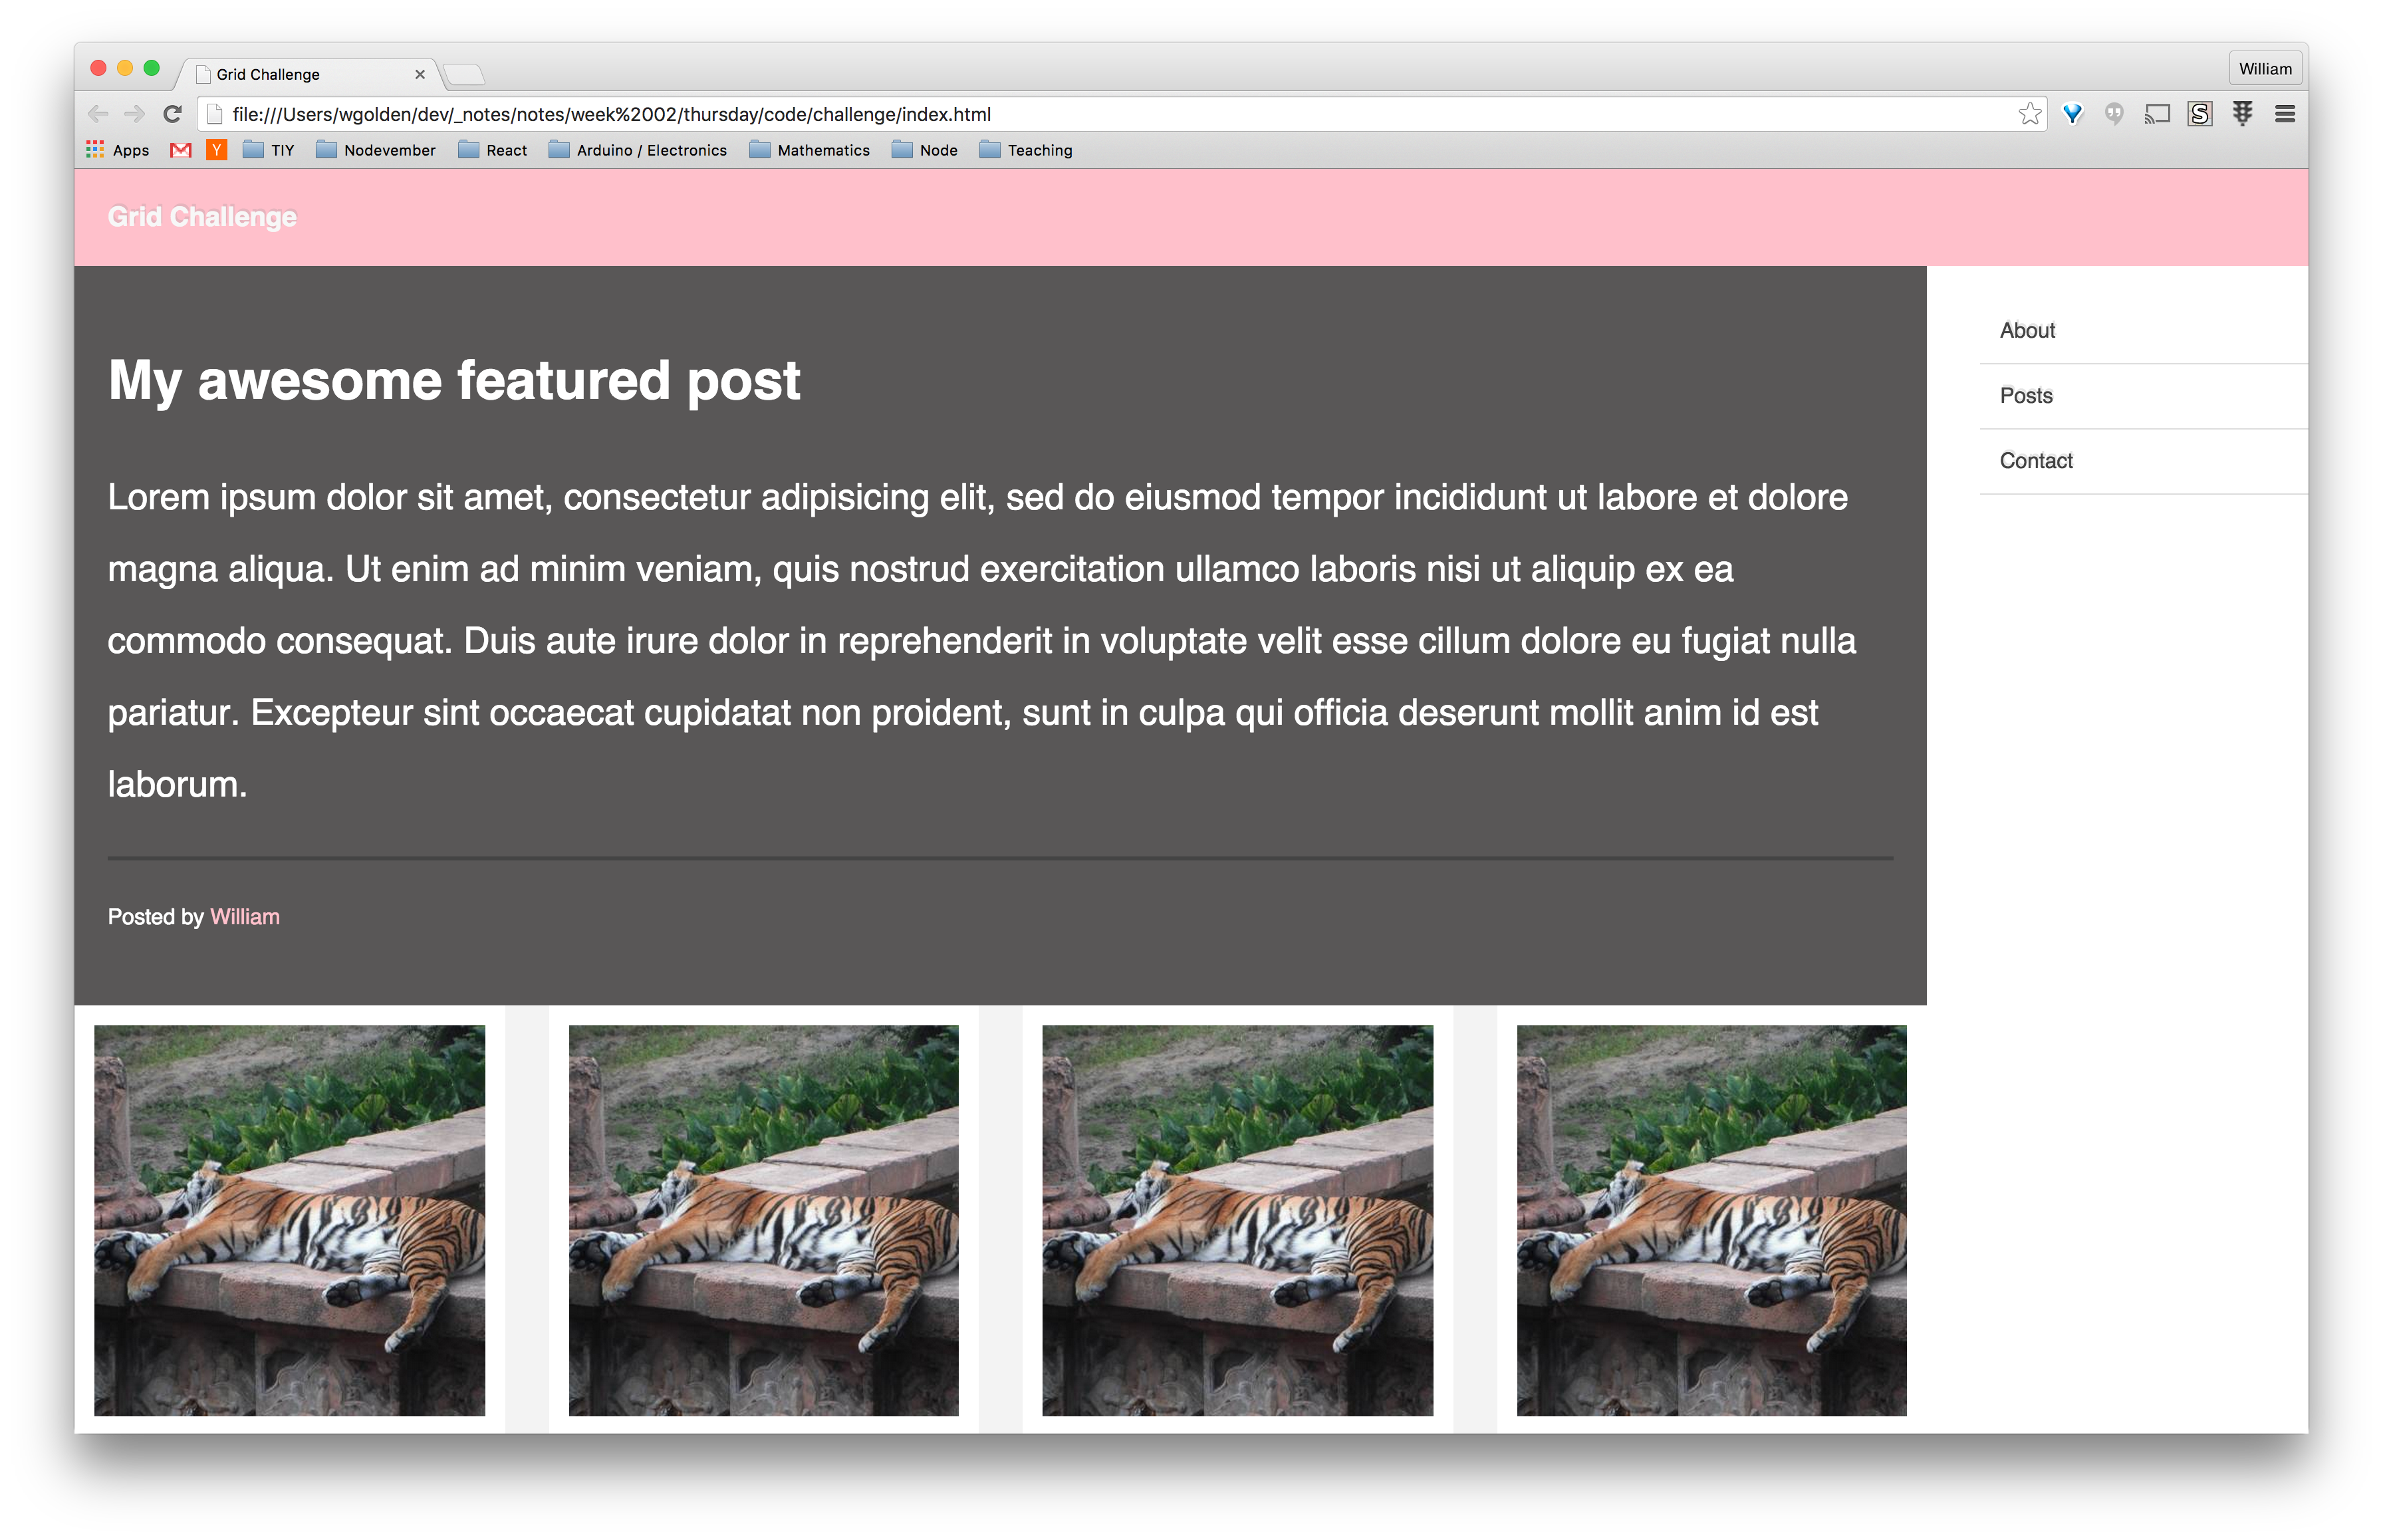 Grid Challenge
William
file:///Users/wgolden/dev/_notes/notes/week%2002/thursday/code/challenge/index.html
Apps
Y
TIY
Nodevember
React
Arduino / Electronics
Mathematics
Node
Teaching
Grid Challenge
My awesome featured post
Lorem ipsum dolor sit amet, consectetur adipisicing elit, sed do eiusmod tempor incididunt ut labore et dolore
magna aliqua. Ut enim ad minim veniam, quis nostrud exercitation ullamco laboris nisi ut aliquip ex ea
commodo consequat. Duis aute irure dolor in reprehenderit in voluptate velit esse cillum dolore eu fugiat nulla
pariatur. Excepteur sint occaecat cupidatat non proident, sunt in culpa qui officia deserunt mollit anim id est
laborum.
Posted by William
About
Posts
Contact